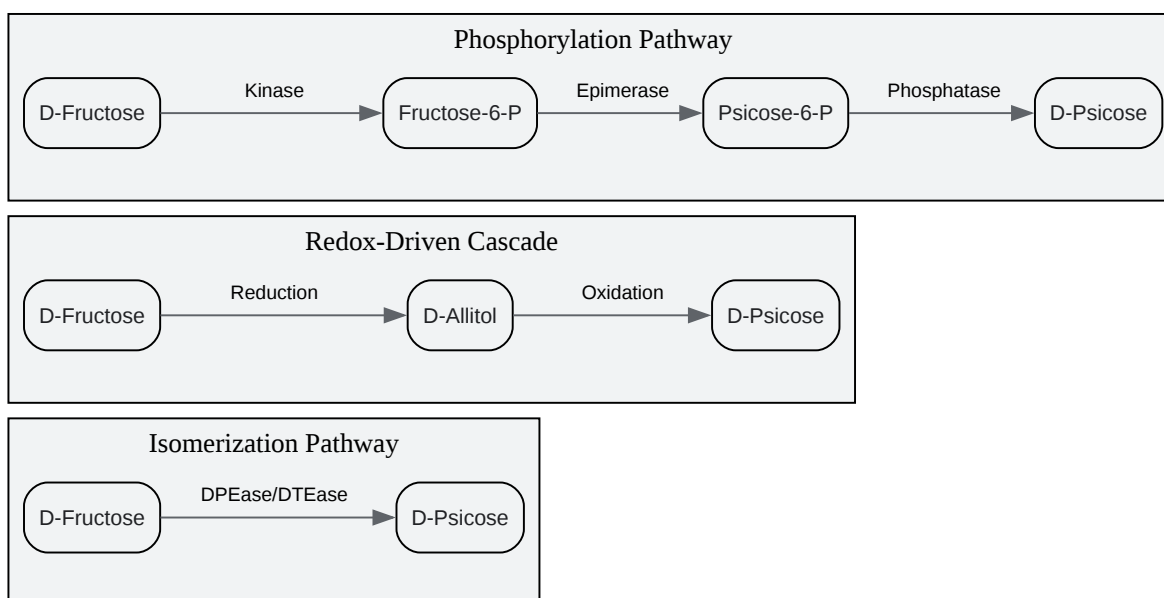 Phosphorylation Pathway
D-Fructose
Kinase
Fructose-6-P
Epimerase
Psicose-6-P
Phosphatase
D-Psicose
Redox-Driven Cascade
D-Fructose
Reduction
D-Allitol
Oxidation
D-Psicose
Isomerization Pathway
D-Fructose
DPEase/DTEase
D-Psicose